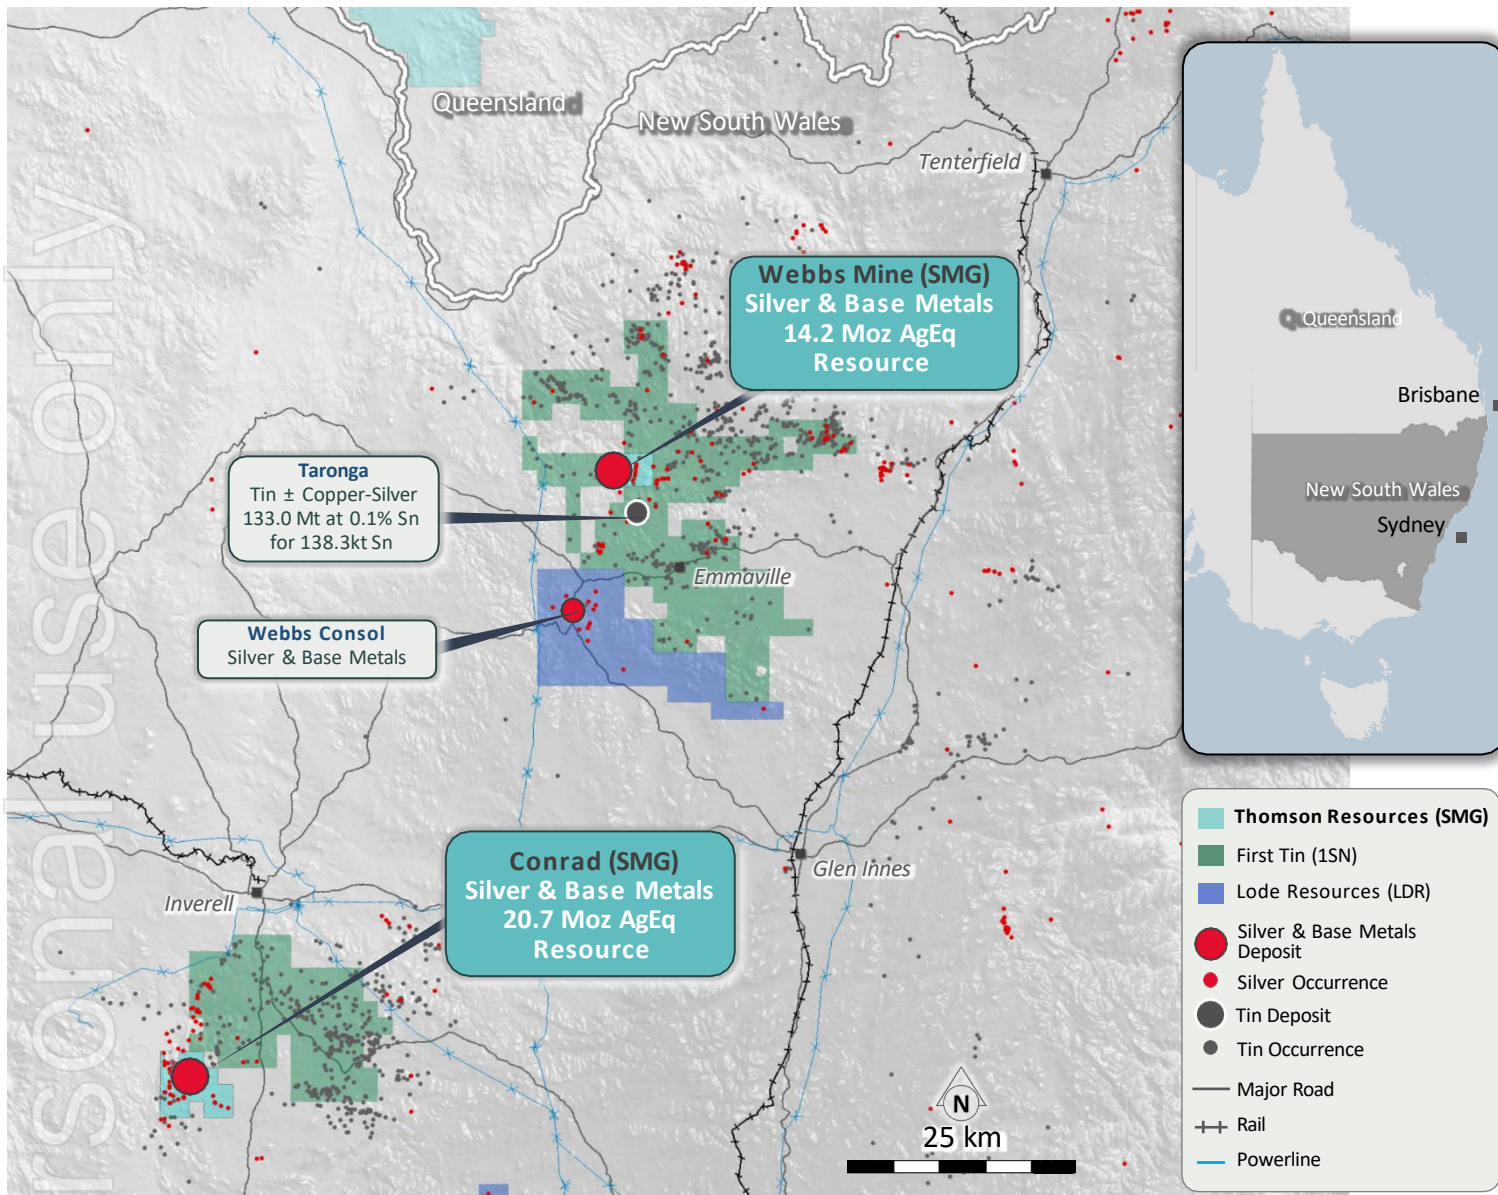 Queensland
New South Wales
Tenterfield
Webbs Mine (SMG)
Silver & Base Metals
14.2 Moz AgEq
Resource
Taronga
Tin ± Copper-Silver
133.0 Mt at 0.1% Sn
for 138.3kt Sn
Emmaville
Webbs Consol
Silver & Base Metals
Conrad (SMG)
Silver & Base Metals
20.7 Moz AgEq
Resource
Glen Innes
Inverell
N
25 km
Queensland
Brisbane
New South Wales
Sydney
Thomson Resources (SMG)
First Tin (1SN)
Lode Resources (LDR)
Silver & Base Metals
Deposit
Silver Occurrence
Tin Deposit
Tin Occurrence
Major Road
Rail
Powerline
rsonal use only